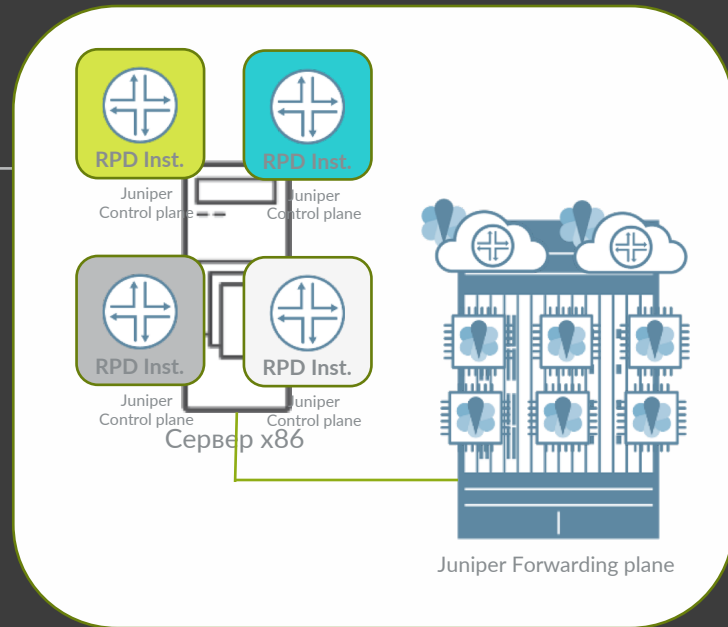 RPD Inst.
RPD Inst.
Juniper
Control plane
Juniper
Control plane
RPD Inst.
RPD Inst.
Juniper
Control plane
Juniper
Control plane
Сервер x86
Juniper Forwarding plane